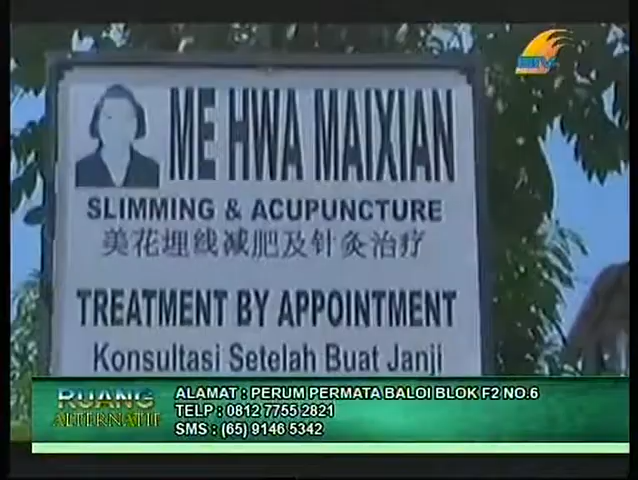 ME HWA MAIXIAN
SLIMMING & ACUPUNCTURE
美花埋线减肥及针灸治疗
TREATMENT BY APPOINTMENT
Konsultasi Setelah Buat Janji
RUANG
ALTERNATIF
ALAMAT : PERUM PERMATA BALOI BLOK F2 NO.6
TELP : 0812 7755 2821
SMS : (65) 9146 5342